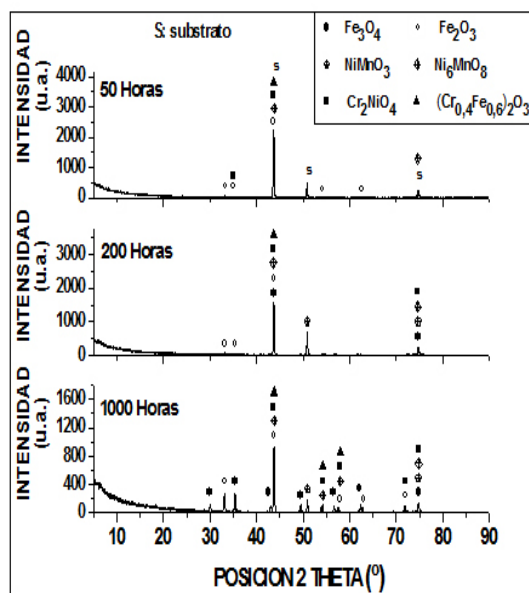 S: substrato
Fe₃O₄
Fe₂O₃
NiMnO₃
Ni₆MnO₈
Cr₂NiO₄
(Cr₀,₄Fe₀,₆)₂O₃
50 Horas
INTENSIDAD
(u.a.)
4000
3000
2000
1000
0
S
S
S
200 Horas
INTENSIDAD
(u.a.)
3000
2000
1000
0
1000 Horas
INTENSIDAD
(u.a.)
1600
1200
800
400
0
10 20 30 40 50 60 70 80 90
POSICION 2 THETA (º)